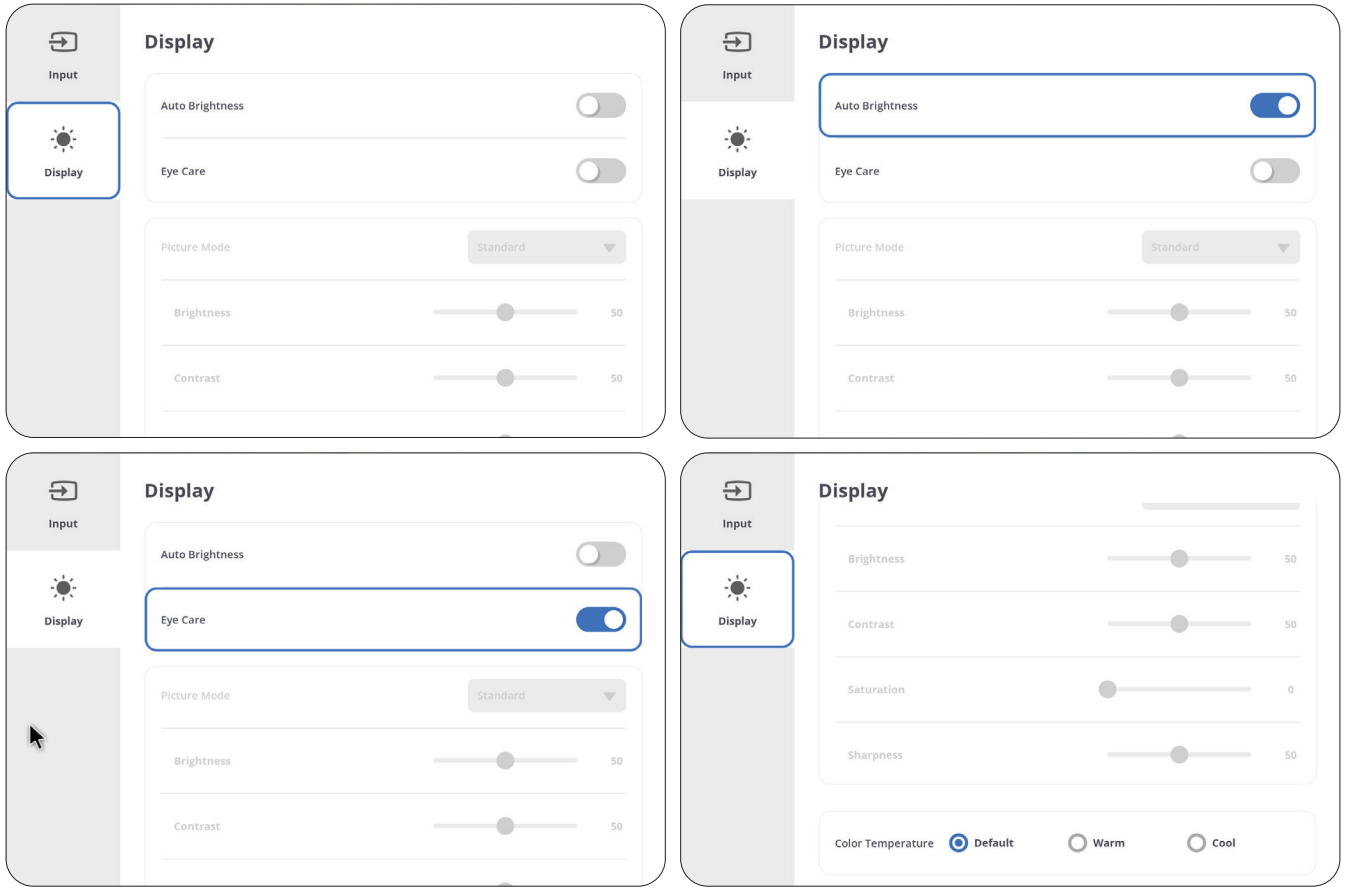 Input
Display
Display
Auto Brightness
Eye Care
Picture Mode Standard
Brightness 50
Contrast 50
Input
Display
Display
Auto Brightness
Eye Care
Picture Mode Standard
Brightness 50
Contrast 50
Input
Display
Display
Auto Brightness
Eye Care
Picture Mode Standard
Brightness 50
Contrast 50
Input
Display
Display
Brightness 50
Contrast 50
Saturation 0
Sharpness 50
Color Temperature Default Warm Cool